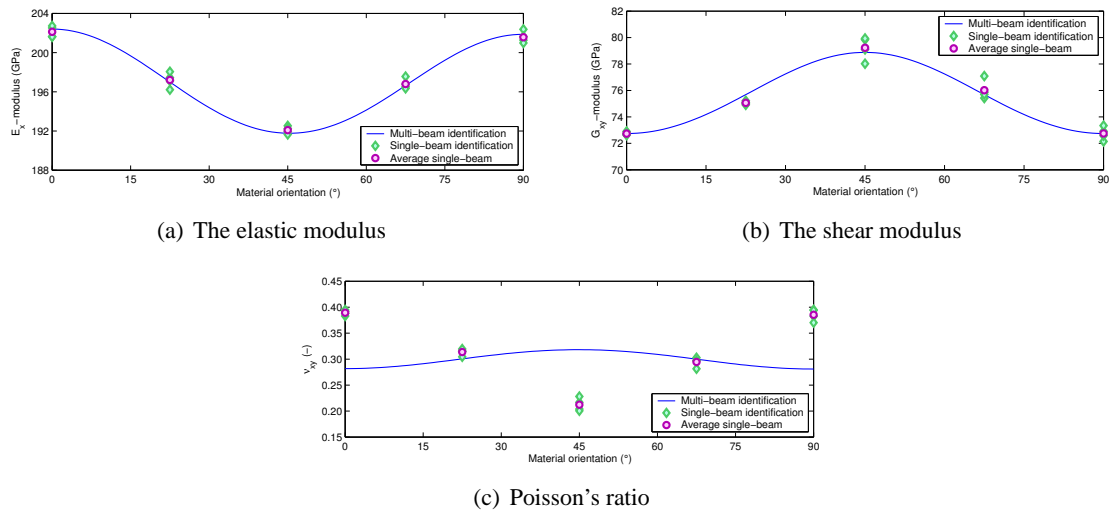 204
200
196
192
188
E_x−modulus (GPa)
0 15 30 45 60 75 90
Material orientation (°)
Multi−beam identification
Single−beam identification
Average single−beam
(a) The elastic modulus
82
80
78
76
74
72
70
G_xy−modulus (GPa)
0 15 30 45 60 75 90
Material orientation (°)
Multi−beam identification
Single−beam identification
Average single−beam
(b) The shear modulus
0.45
0.40
0.35
0.30
0.25
0.20
0.15
ν_xy (−)
0 15 30 45 60 75 90
Material orientation (°)
Multi−beam identification
Single−beam identification
Average single−beam
(c) Poisson's ratio